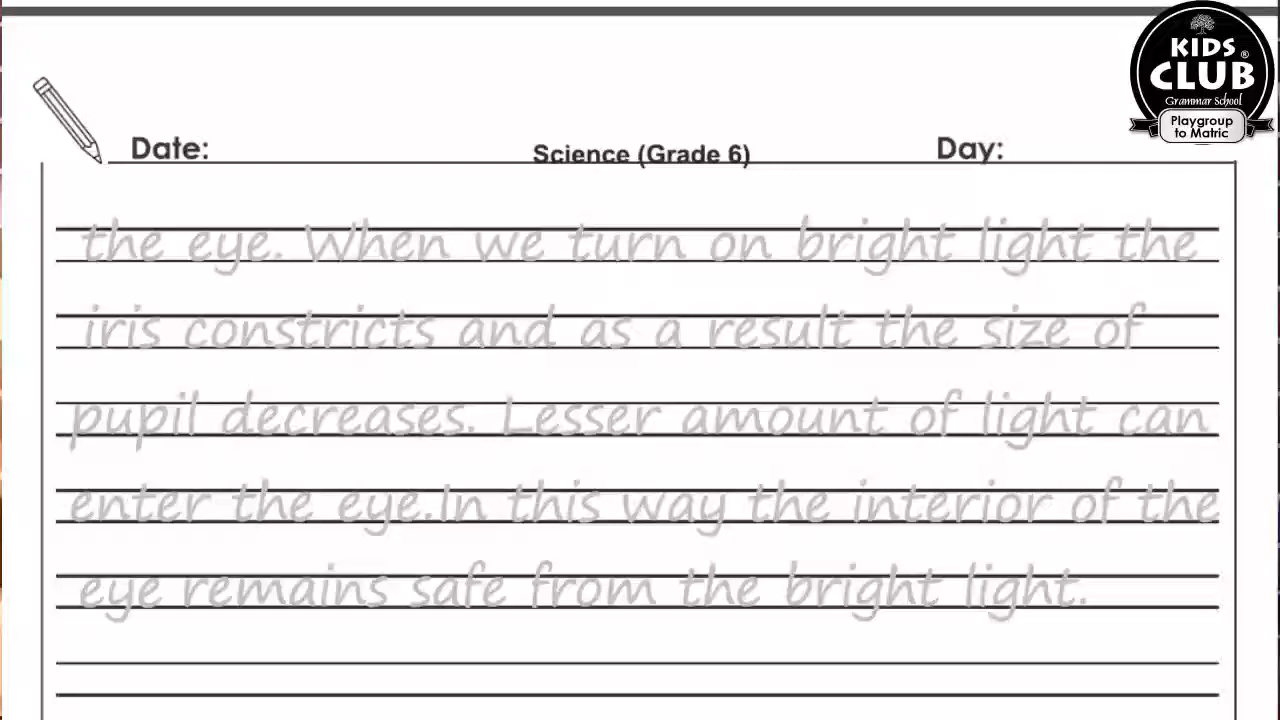 KIDS ®
CLUB
Grammar School
Playgroup
to Matric
Date: Science (Grade 6) Day:
the eye. When we turn on bright light the
iris constricts and as a result the size of
pupil decreases. Lesser amount of light can
enter the eye.In this way the interior of the
eye remains safe from the bright light.